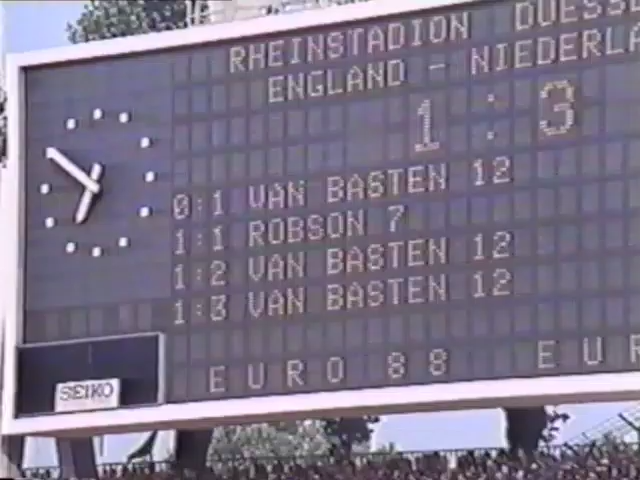 RHEINSTADION DUESS
ENGLAND - NIEDERLA
1 : 3
0:1 VAN BASTEN 12
1:1 ROBSON 7
1:2 VAN BASTEN 12
1:3 VAN BASTEN 12
EURO 88 EUR
SEIKO